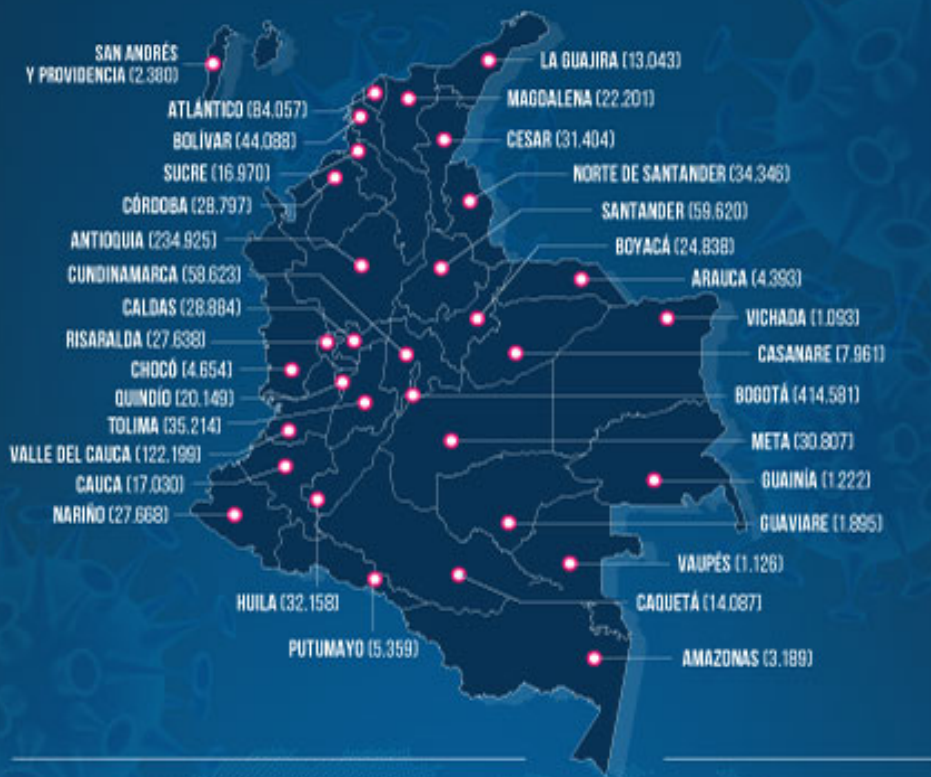 SAN ANDRÉS
Y PROVIDENCIA (2.380)
ATLÁNTICO (84.057)
BOLÍVAR (44.088)
SUCRE (16.970)
CÓRDOBA (28.797)
ANTIOQUIA (234.925)
CUNDINAMARCA (58.623)
CALDAS (28.884)
RISARALDA (27.638)
CHOCÓ (4.654)
QUINDÍO (20.149)
TOLIMA (35.214)
VALLE DEL CAUCA (122.199)
CAUCA (17.030)
NARIÑO (27.668)
HUILA (32.158)
PUTUMAYO (5.359)
LA GUAJIRA (13.043)
MAGDALENA (22.201)
CESAR (31.404)
NORTE DE SANTANDER (34.346)
SANTANDER (59.620)
BOYACÁ (24.838)
ARAUCA (4.393)
VICHADA (1.093)
CASANARE (7.961)
BOGOTÁ (414.581)
META (30.807)
GUAINÍA (1.222)
GUAVIARE (1.895)
VAUPÉS (1.126)
CAQUETÁ (14.087)
AMAZONAS (3.189)